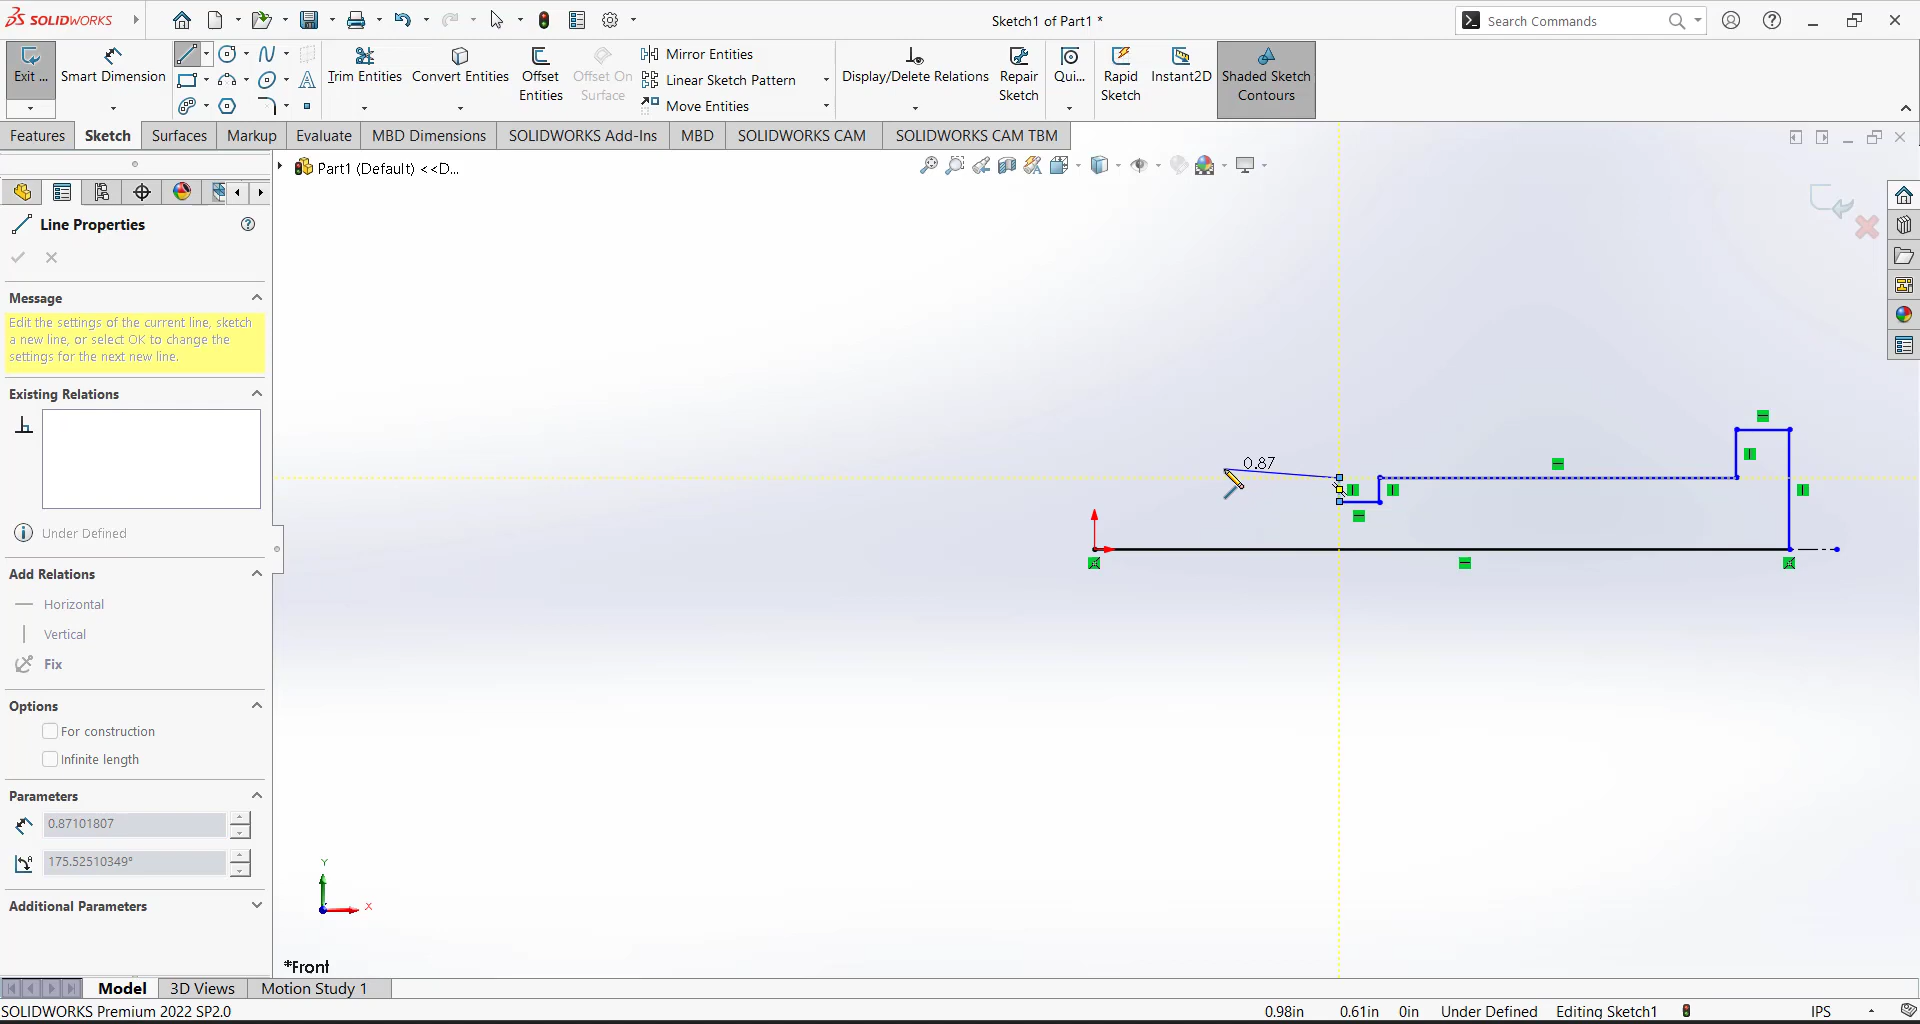 SOLIDWORKS
Sketch1 of Part1 *
Search Commands
Exit ...
Smart Dimension
Trim Entities
Convert Entities
Offset Entities
Offset On Surface
Mirror Entities
Linear Sketch Pattern
Move Entities
Display/Delete Relations
Repair Sketch
Qui...
Rapid Sketch
Instant2D
Shaded Sketch Contours
Features
Sketch
Surfaces
Markup
Evaluate
MBD Dimensions
SOLIDWORKS Add-Ins
MBD
SOLIDWORKS CAM
SOLIDWORKS CAM TBM
Part1 (Default) <<D...
Line Properties
Message
Edit the settings of the current line, sketch
a new line, or select OK to change the
settings for the next new line.
Existing Relations
Under Defined
Add Relations
Horizontal
Vertical
Fix
Options
For construction
Infinite length
Parameters
0.87101807
175.52510349°
Additional Parameters
0.87
Y
X
*Front
Model
3D Views
Motion Study 1
SOLIDWORKS Premium 2022 SP2.0
0.98in
0.61in
0in
Under Defined
Editing Sketch1
IPS